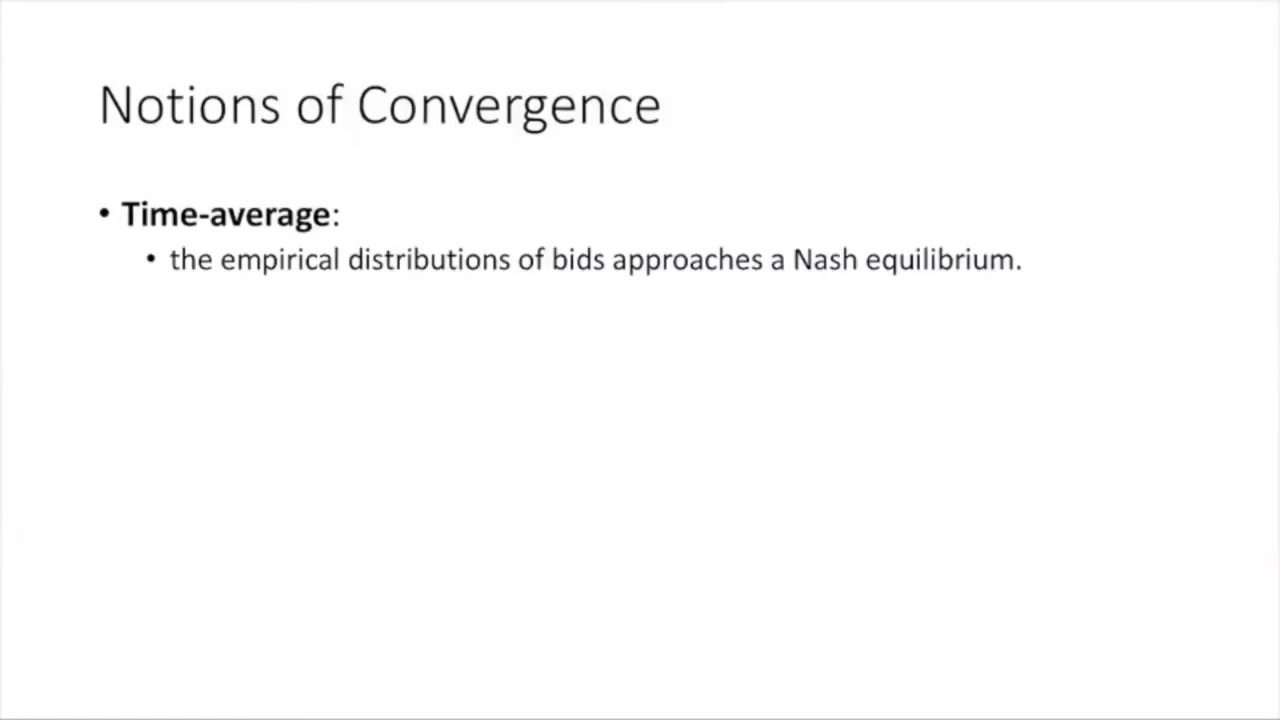 Notions of Convergence
• Time-average:
• the empirical distributions of bids approaches a Nash equilibrium.